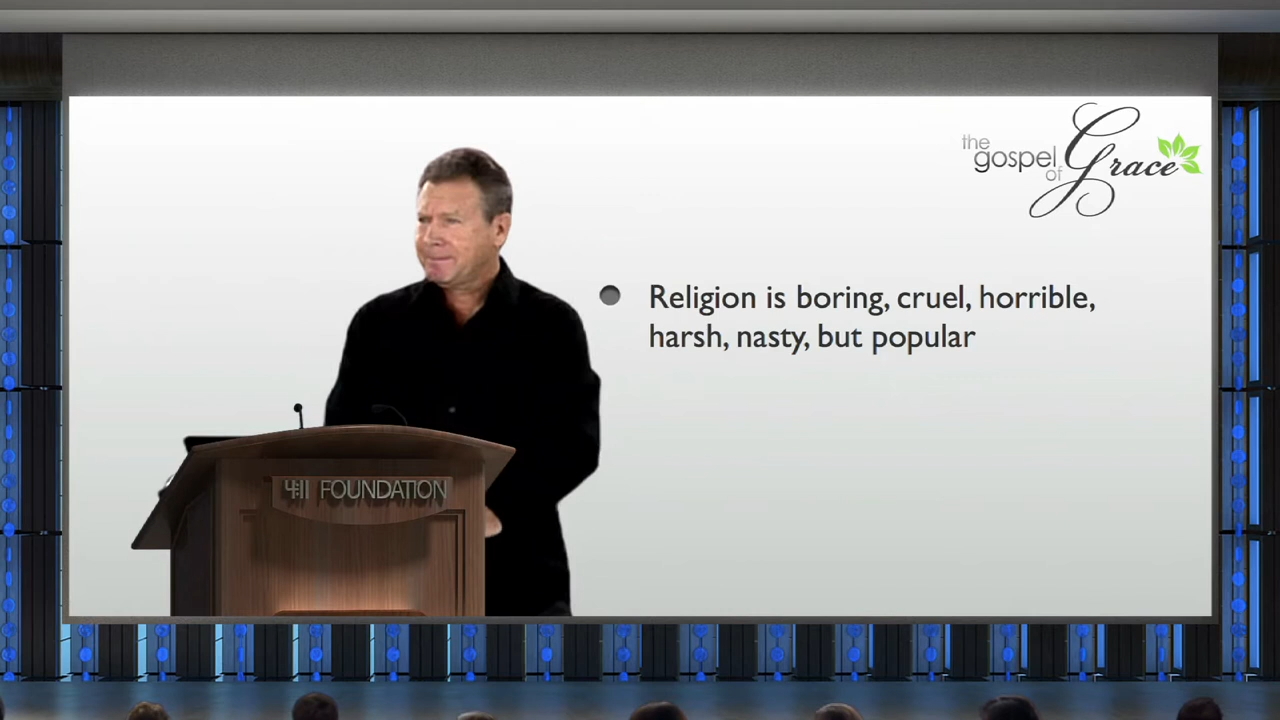 the
gospel
of Grace
Religion is boring, cruel, horrible,
harsh, nasty, but popular
4:11 FOUNDATION